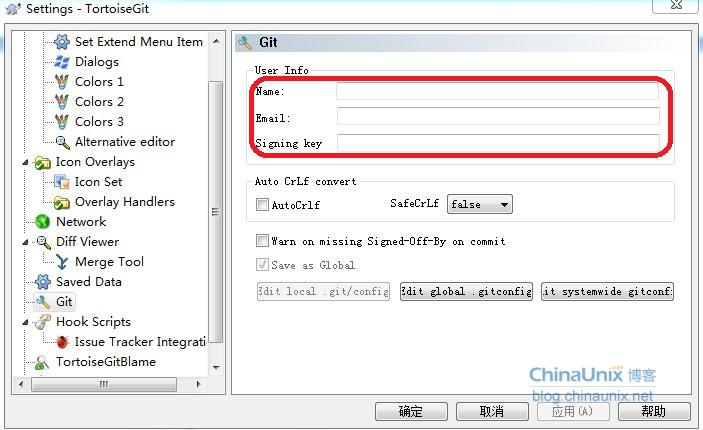 Settings - TortoiseGit
Set Extend Menu Item
Dialogs
Colors 1
Colors 2
Colors 3
Alternative editor
Icon Overlays
Icon Set
Overlay Handlers
Network
Diff Viewer
Merge Tool
Saved Data
Git
Hook Scripts
Issue Tracker Integrati
TortoiseGitBlame
Git
User Info
Name:
Email:
Signing key
Auto CrLf convert
AutoCrlf
SafeCrLf
false
Warn on missing Signed-Off-By on commit
Save as Global
Edit local .git/config
Edit global .gitconfig
it systemwide gitconf
ChinaUnix 博客
blog.chinaunix.net
确定
取消
应用(A)
帮助